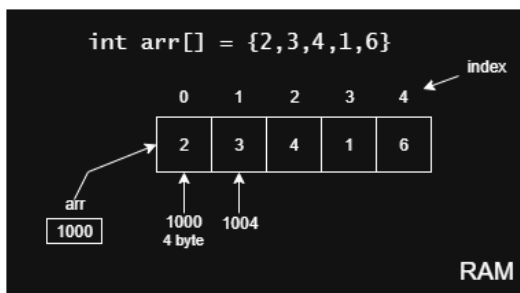 int arr[] = {2,3,4,1,6}
index
0 1 2 3 4
2 3 4 1 6
arr
1000
1000 1004
4 byte
RAM